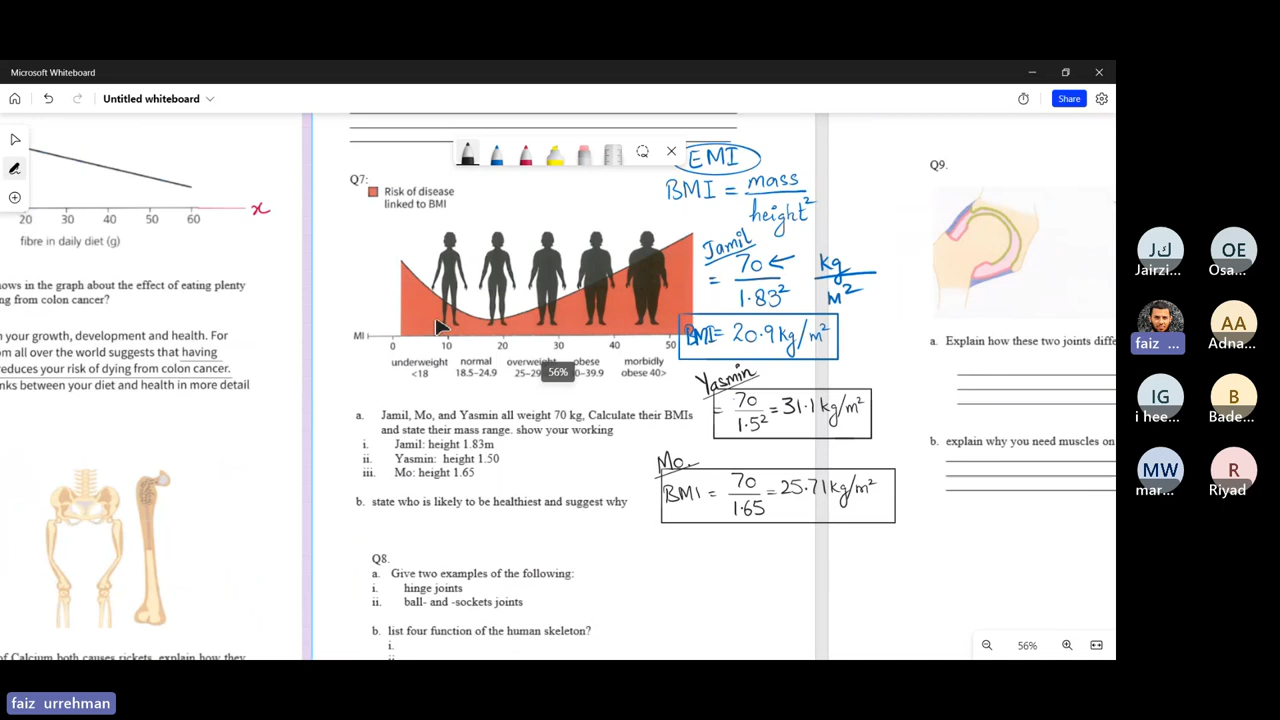 Microsoft Whiteboard
Untitled whiteboard
Share
20 30 40 50 60 x
fibre in daily diet (g)
hows in the graph about the effect of eating plenty
ng from colon cancer?
n your growth, development and health. For
om all over the world suggests that having
reduces your risk of dying from colon cancer.
nks between your diet and health in more detail
of Calcium both causes rickets, explain how they
Q7:
Risk of disease
linked to BMI
MI
0 10 20 30 40 50
underweight normal overweight obese morbidly
<18 18.5–24.9 25–29 0–39.9 obese 40>
56%
a. Jamil, Mo, and Yasmin all weight 70 kg, Calculate their BMIs
and state their mass range. show your working
i. Jamil: height 1.83m
ii. Yasmin: height 1.50
iii. Mo: height 1.65
b. state who is likely to be healthiest and suggest why
Q8.
a. Give two examples of the following:
i. hinge joints
ii. ball- and -sockets joints
b. list four function of the human skeleton?
i.
EMI
BMI = mass
height²
Jamil
= 70 ← kg
1.83² m²
BMI = 20.9 kg/m²
Yasmin
= 70 = 31.1 kg/m²
1.5²
Mo.
BMI = 70 = 25.71 kg/m²
1.65
Q9.
a. Explain how these two joints diffe
b. explain why you need muscles on
56%
كJ
Jairzi...
OE
Osa...
faiz ...
AA
Adna...
IG
i hee...
B
Bade...
MW
mar...
R
Riyad
faiz urrehman